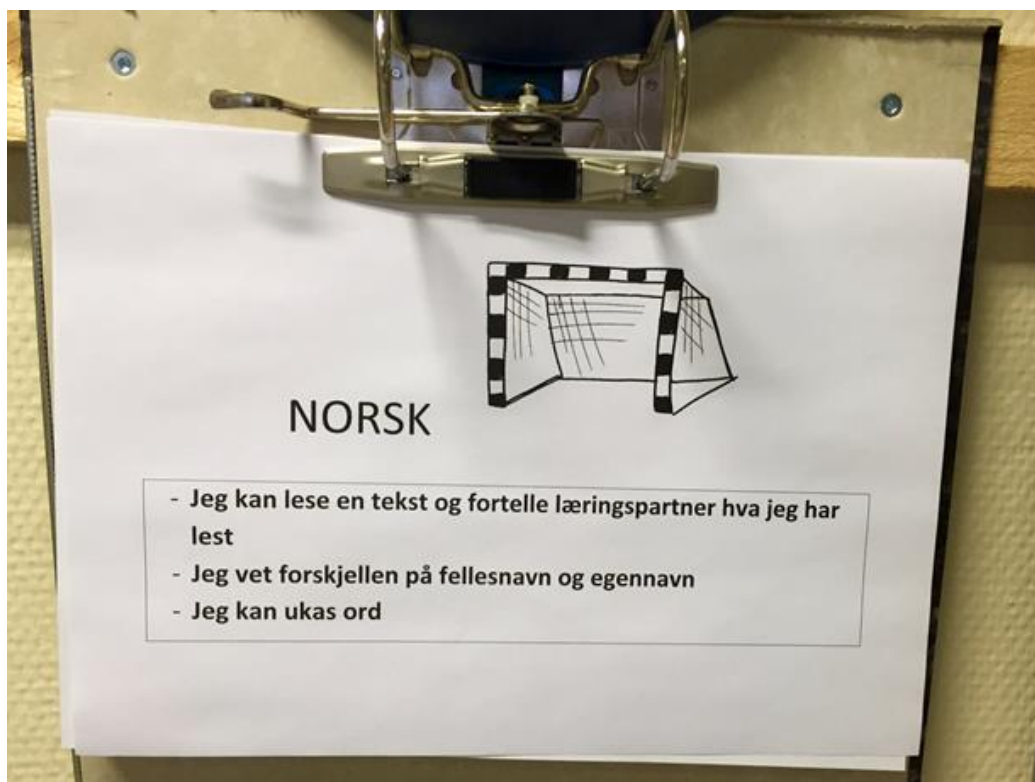 NORSK
- Jeg kan lese en tekst og fortelle læringspartner hva jeg har
lest
- Jeg vet forskjellen på fellesnavn og egennavn
- Jeg kan ukas ord